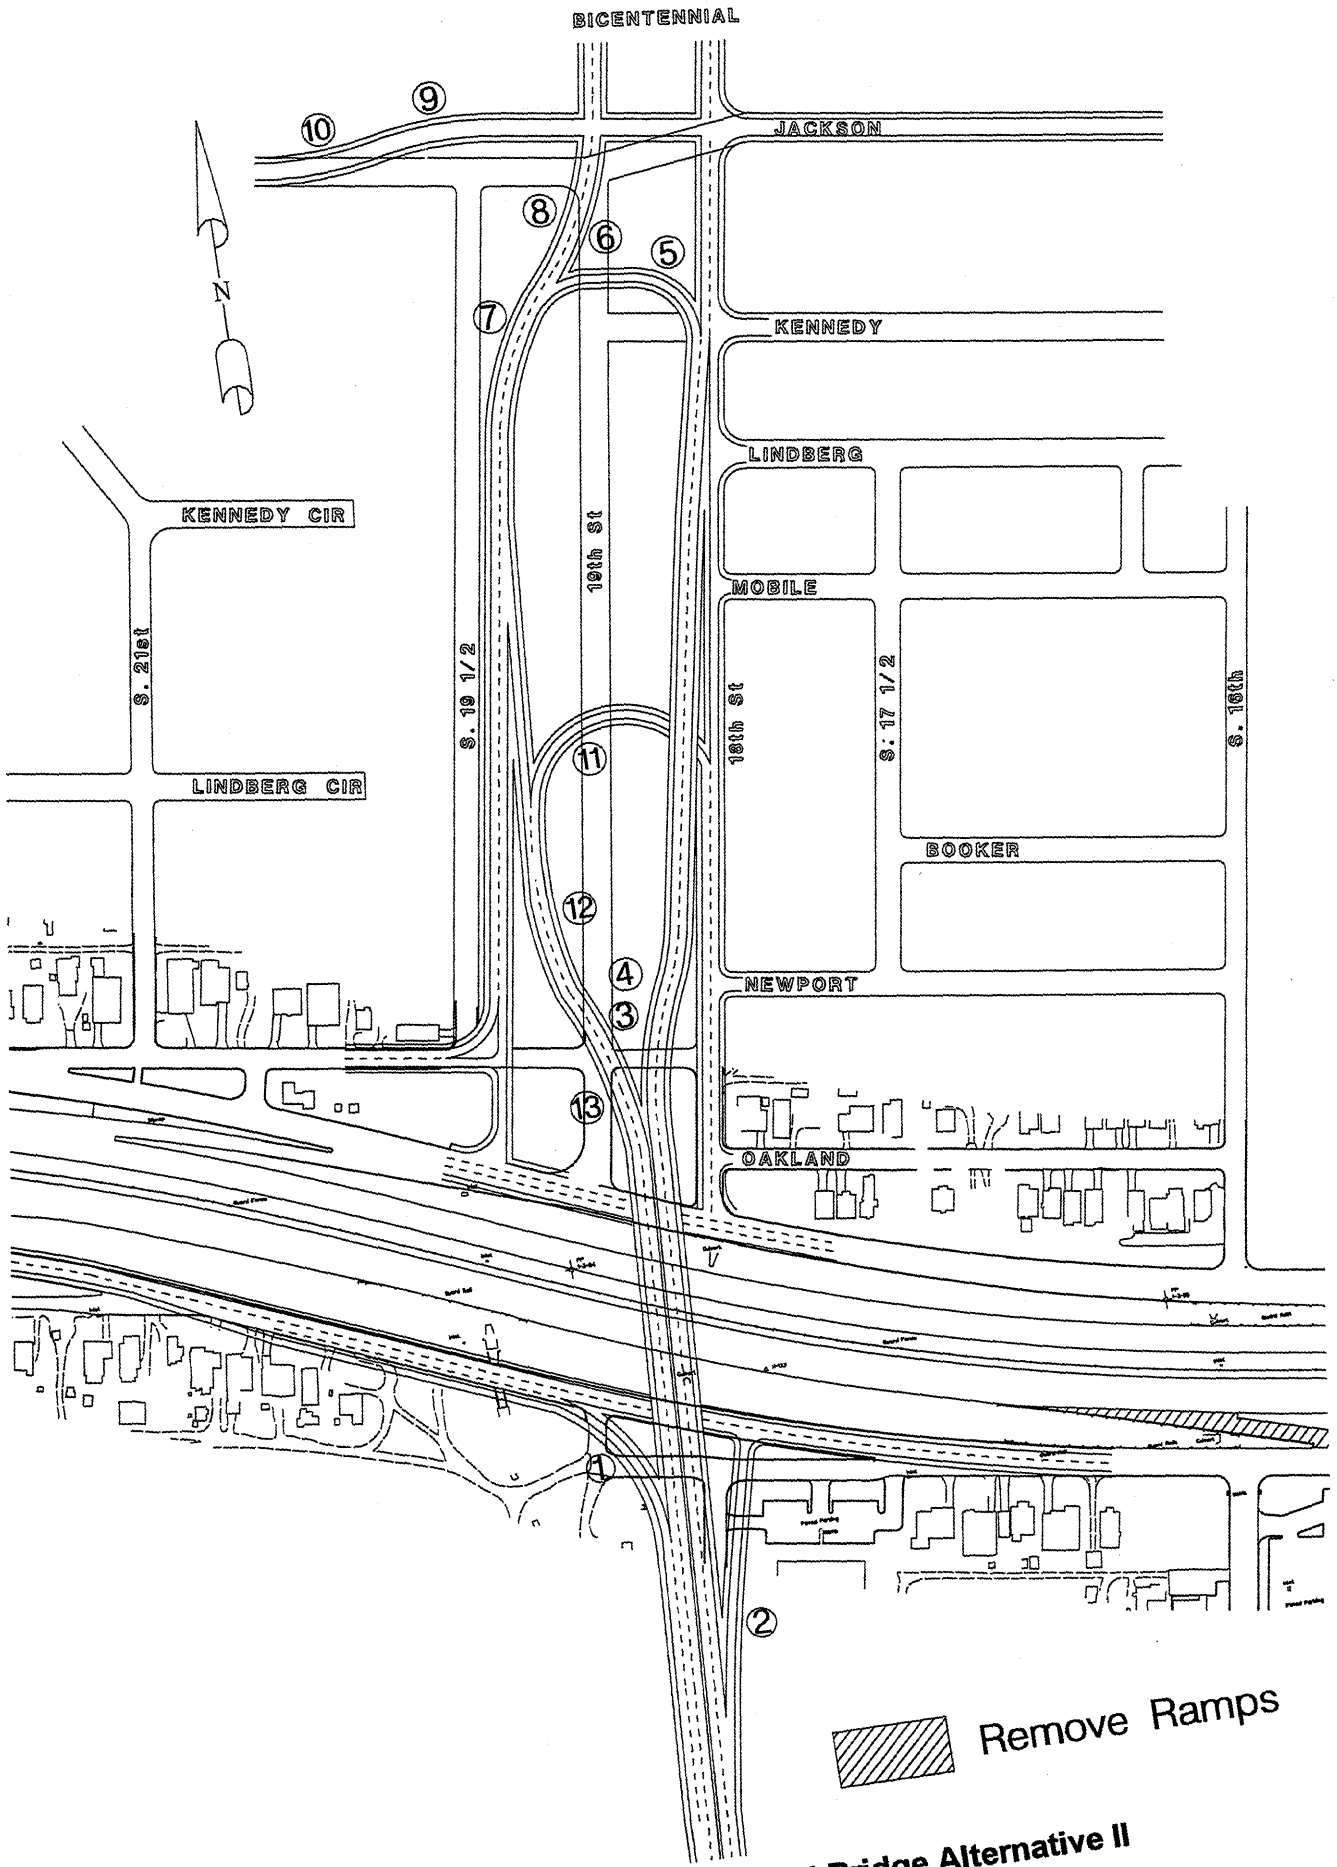 BICENTENNIAL
9
10
JACKSON
8
6
5
N
7
KENNEDY
LINDBERG
KENNEDY CIR
19th St
MOBILE
S. 21st
S. 19 1/2
18th St
S. 17 1/2
S. 16th
11
LINDBERG CIR
BOOKER
12
4
NEWPORT
3
13
OAKLAND
1
2
Remove Ramps
Bridge Alternative II